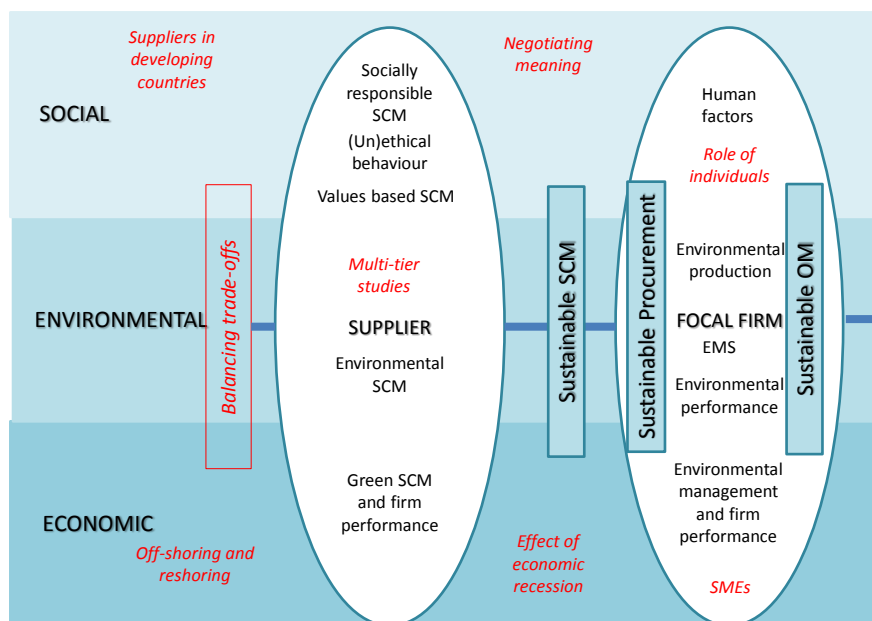 Suppliers in
developing
countries
Negotiating
meaning
Socially
responsible
SCM
(Un)ethical
behaviour
Values based SCM
Human
factors
Role of
individuals
SOCIAL
Balancing trade-offs
Multi-tier
studies
SUPPLIER
Environmental
SCM
Sustainable SCM
Sustainable Procurement
Environmental
production
FOCAL FIRM
EMS
Environmental
performance
Sustainable OM
ENVIRONMENTAL
ECONOMIC
Off-shoring and
reshoring
Green SCM
and firm
performance
Effect of
economic
recession
Environmental
management
and firm
performance
SMEs